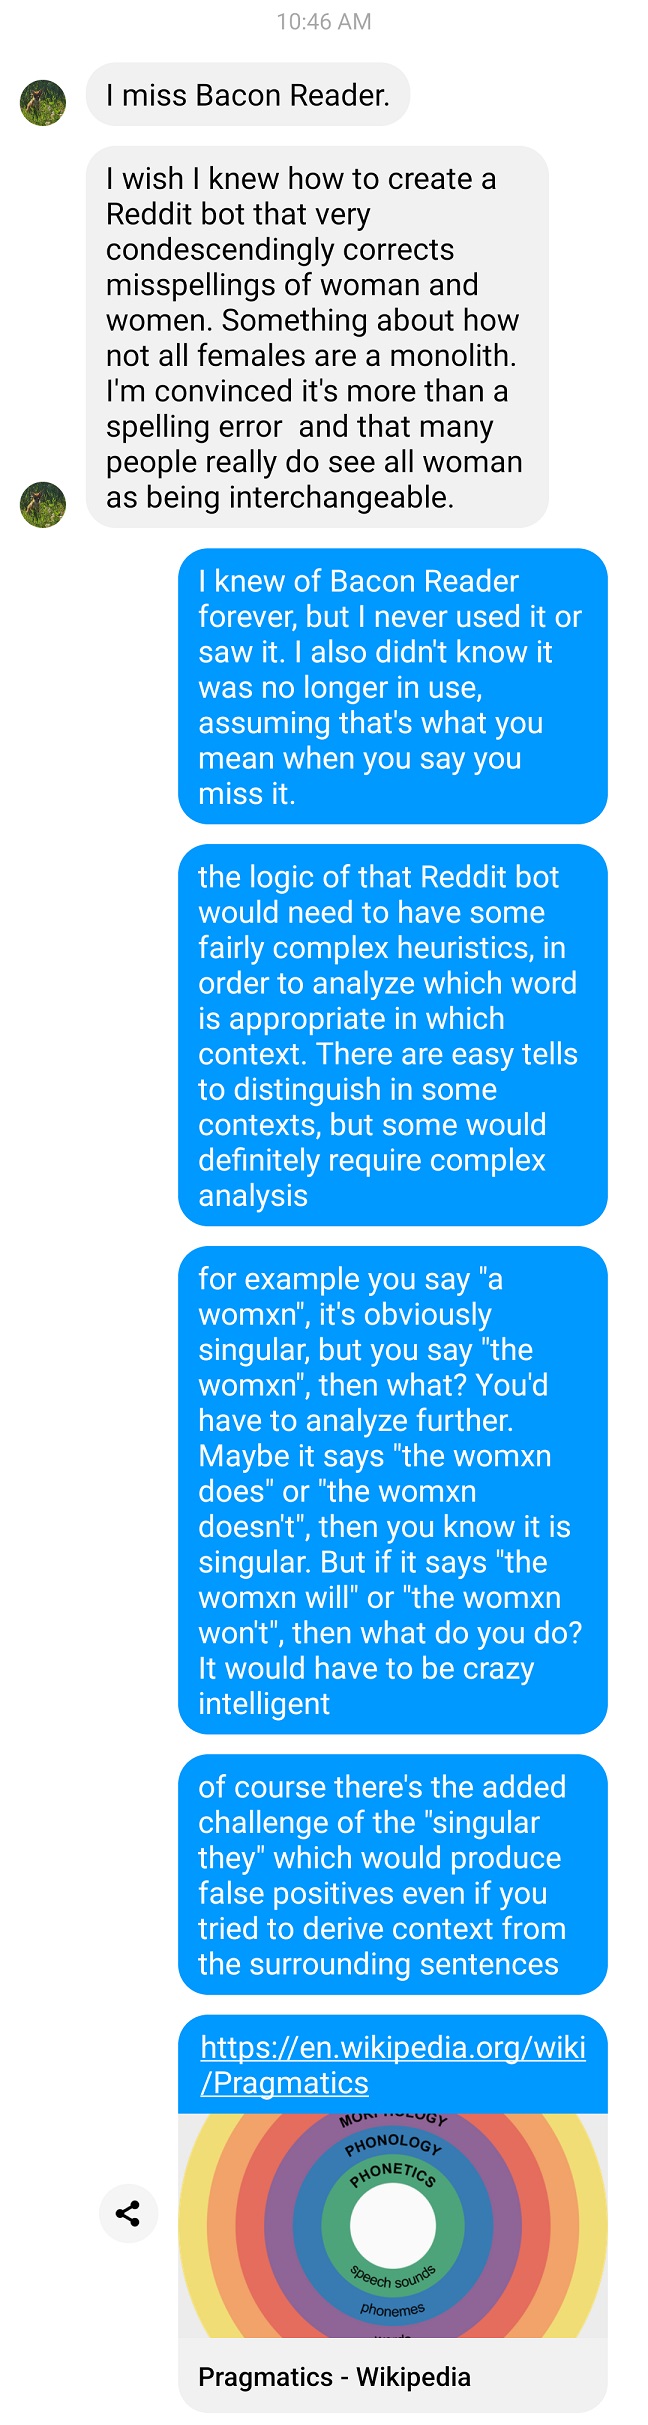 10:46 AM
I miss Bacon Reader.
I wish I knew how to create a
Reddit bot that very
condescendingly corrects
misspellings of woman and
women. Something about how
not all females are a monolith.
I'm convinced it's more than a
spelling error  and that many
people really do see all woman
as being interchangeable.
I knew of Bacon Reader
forever, but I never used it or
saw it. I also didn't know it
was no longer in use,
assuming that's what you
mean when you say you
miss it.
the logic of that Reddit bot
would need to have some
fairly complex heuristics, in
order to analyze which word
is appropriate in which
context. There are easy tells
to distinguish in some
contexts, but some would
definitely require complex
analysis
for example you say "a
womxn", it's obviously
singular, but you say "the
womxn", then what? You'd
have to analyze further.
Maybe it says "the womxn
does" or "the womxn
doesn't", then you know it is
singular. But if it says "the
womxn will" or "the womxn
won't", then what do you do?
It would have to be crazy
intelligent
of course there's the added
challenge of the "singular
they" which would produce
false positives even if you
tried to derive context from
the surrounding sentences
https://en.wikipedia.org/wiki
/Pragmatics
MORPHOLOGY
PHONOLOGY
PHONETICS
speech sounds
phonemes
Pragmatics - Wikipedia